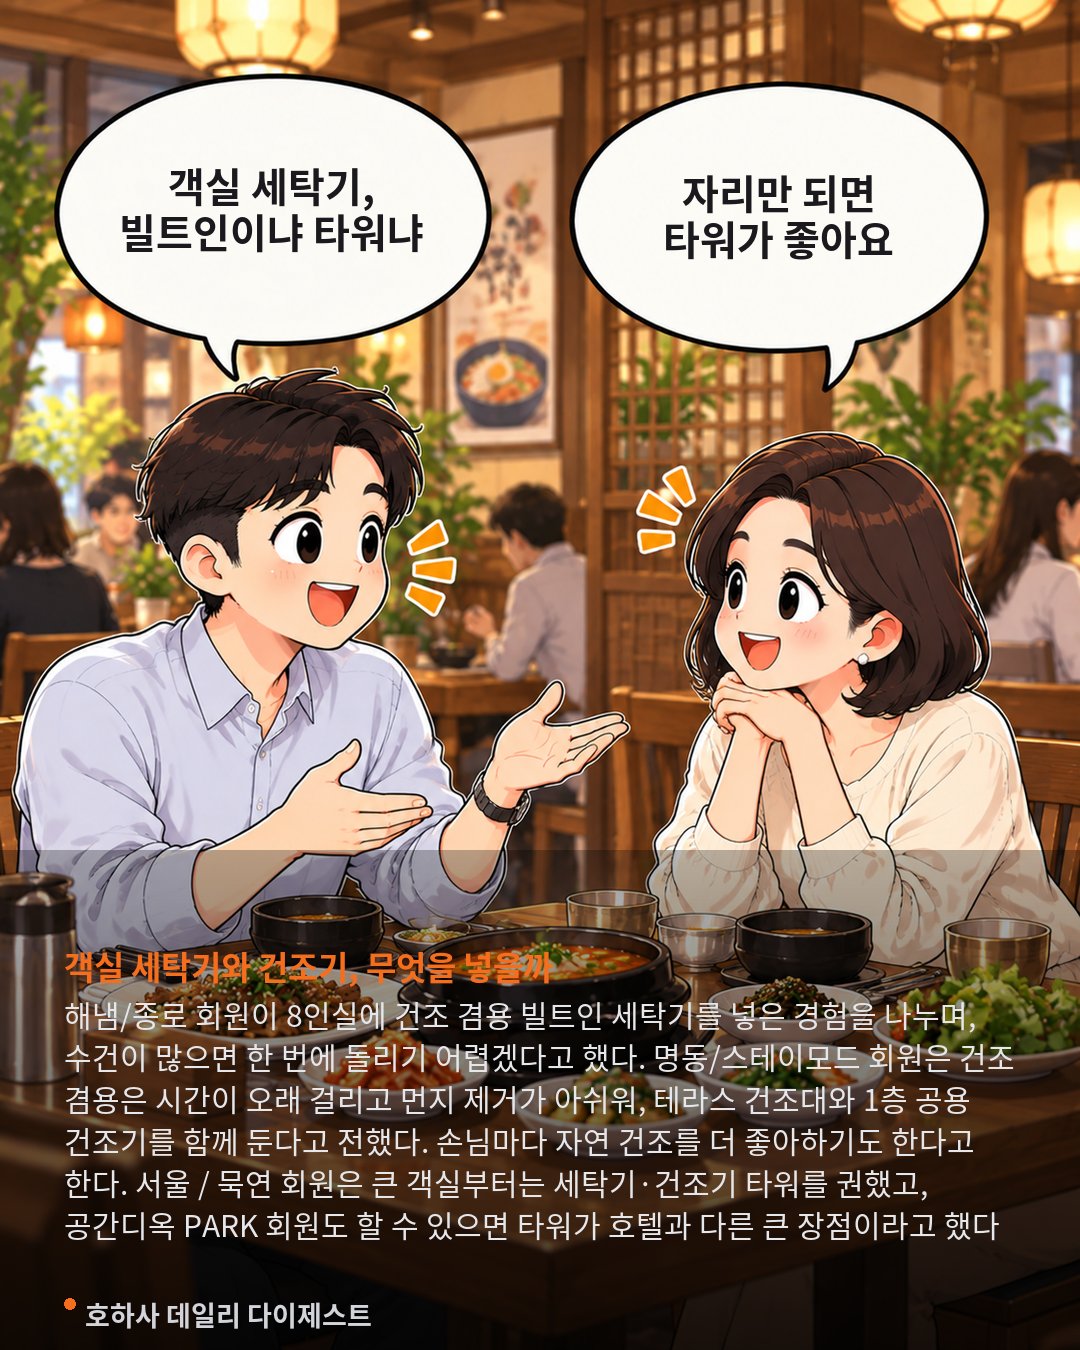 객실 세탁기,
빌트인이냐 타워냐
자리만 되면
타워가 좋아요
객실 세탁기와 건조기, 무엇을 넣을까
해냄/종로 회원이 8인실에 건조 겸용 빌트인 세탁기를 넣은 경험을 나누며,
수건이 많으면 한 번에 돌리기 어렵겠다고 했다. 명동/스테이모드 회원은 건조
겸용은 시간이 오래 걸리고 먼지 제거가 아쉬워, 테라스 건조대와 1층 공용
건조기를 함께 둔다고 전했다. 손님마다 자연 건조를 더 좋아하기도 한다고
한다. 서울 / 묵연 회원은 큰 객실부터는 세탁기·건조기 타워를 권했고,
공간디옥 PARK 회원도 할 수 있으면 타워가 호텔과 다른 큰 장점이라고 했다
호하사 데일리 다이제스트